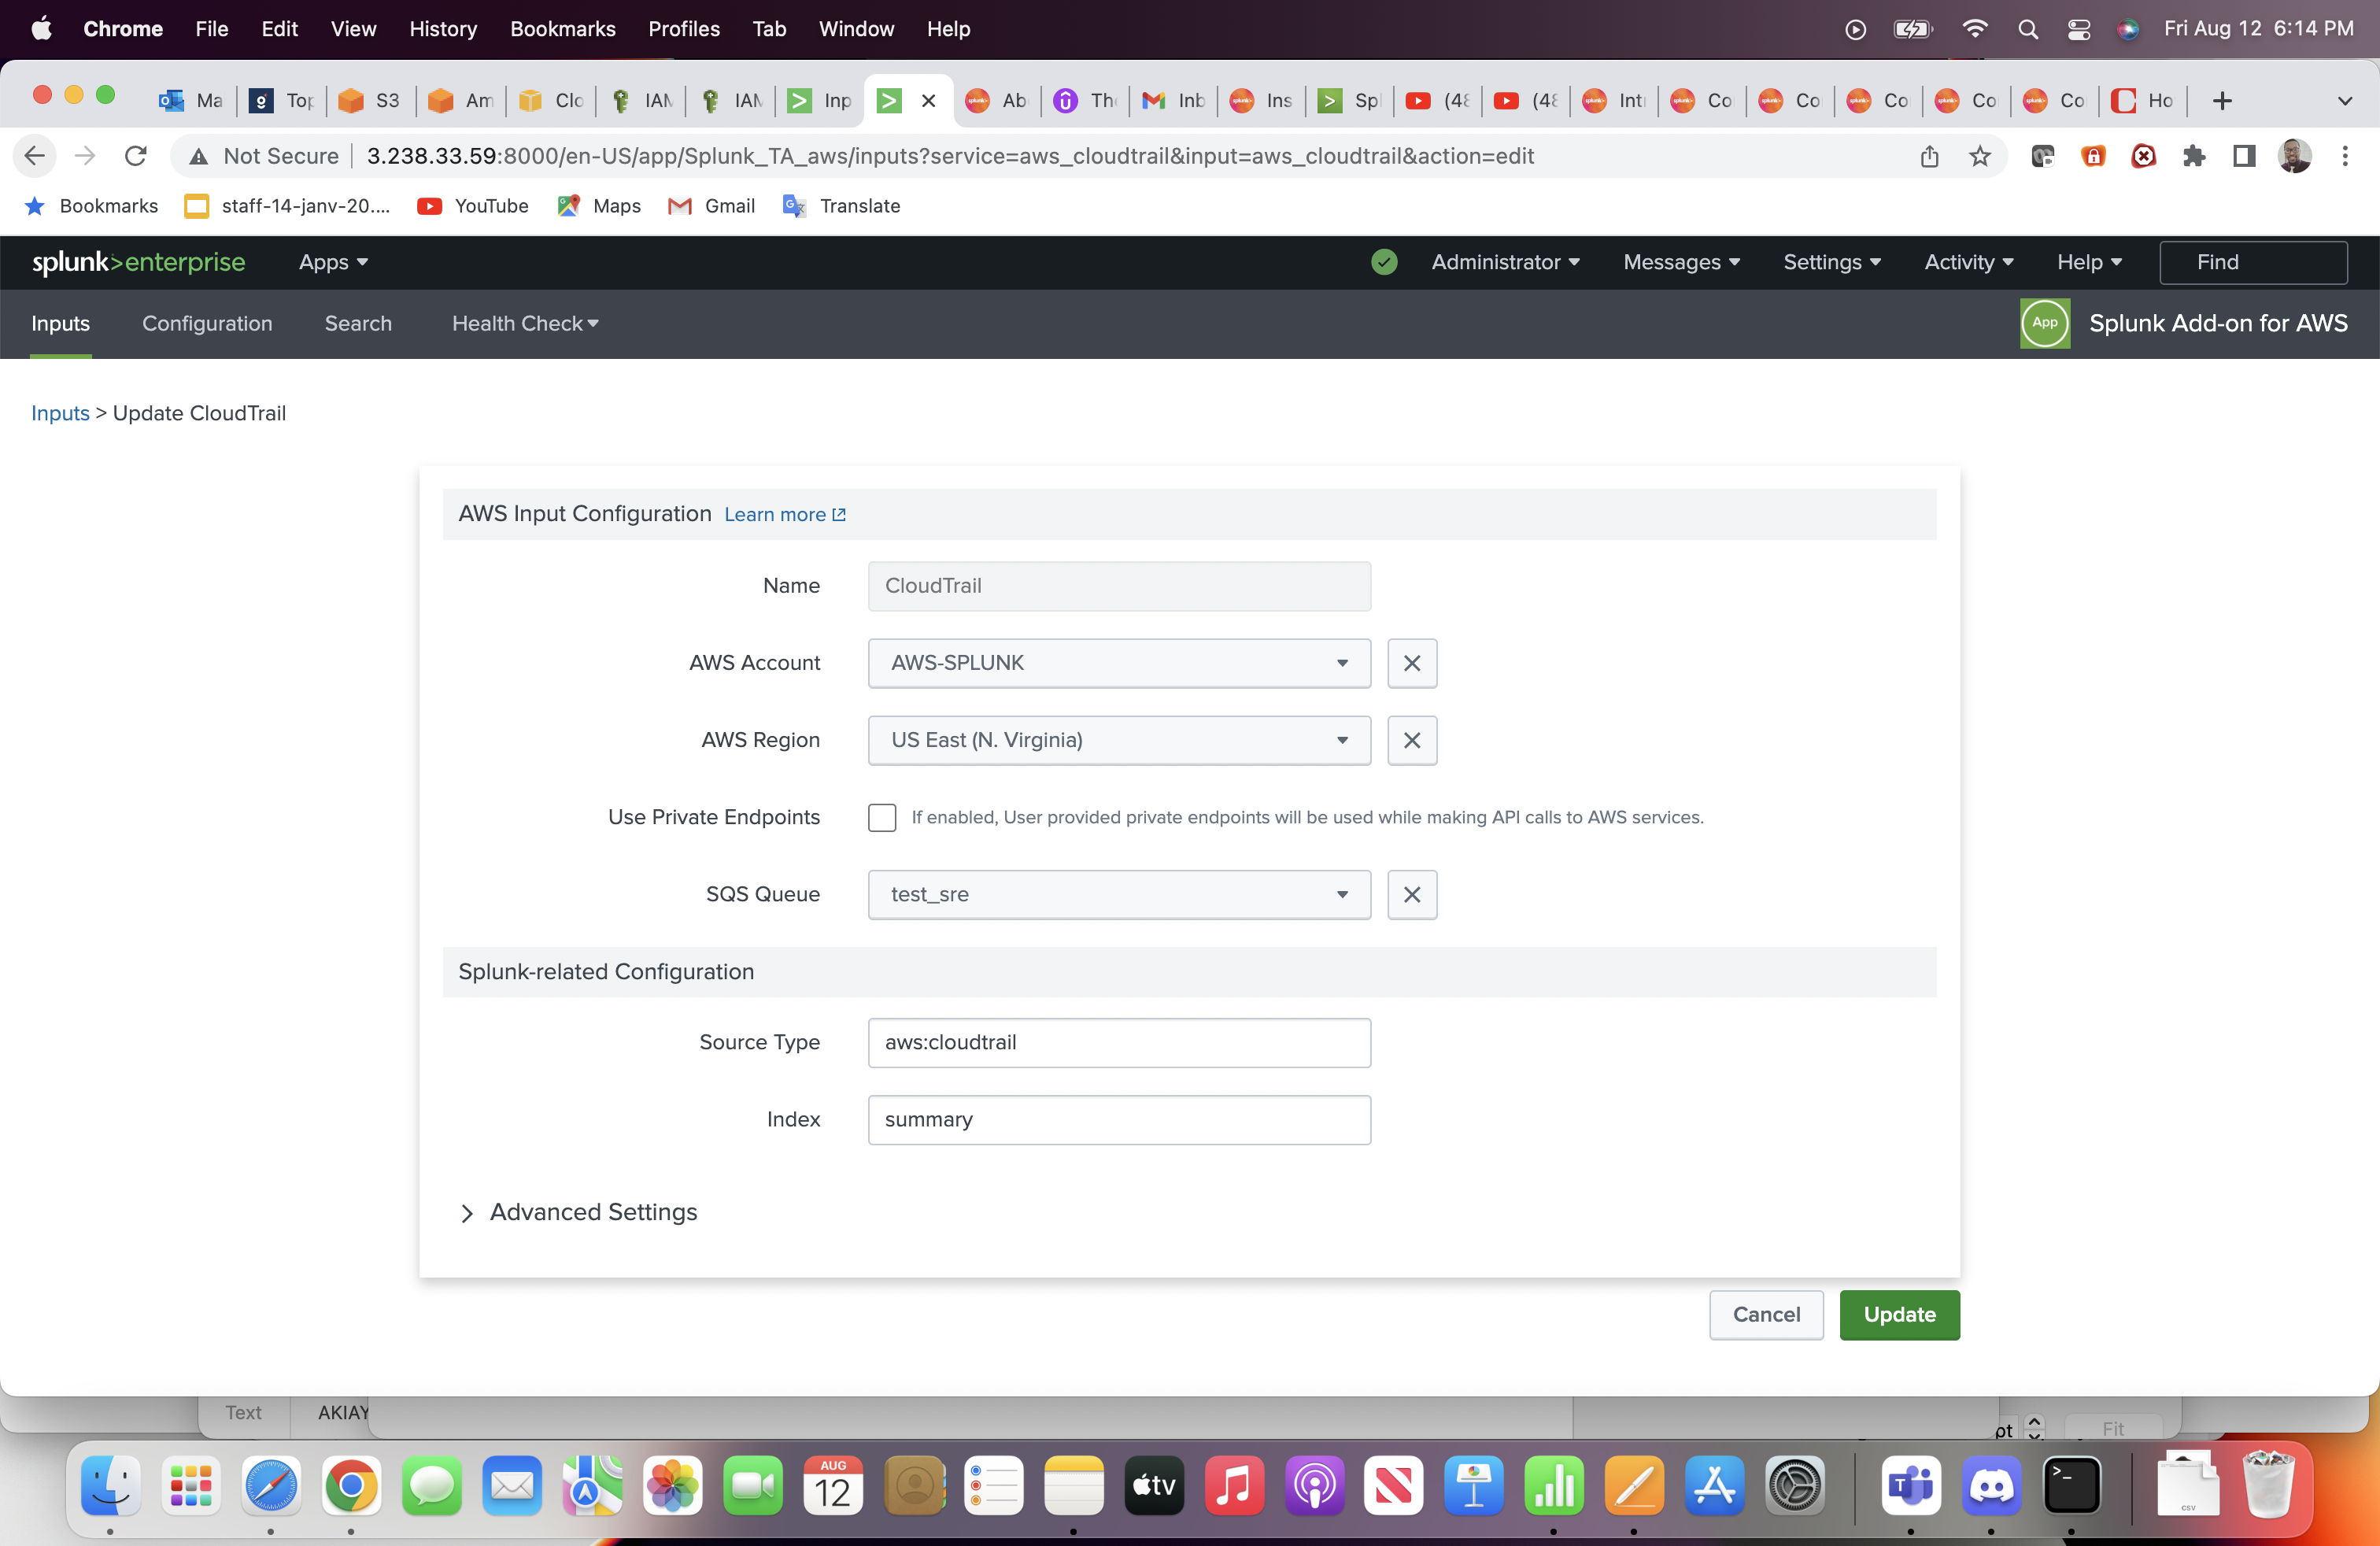 Chrome File Edit View History Bookmarks Profiles Tab Window Help Fri Aug 12 6:14 PM
Ma Top S3 Am Clo IAM IAM Inp Ab The Inb Ins Spl (48 (48 Intr Co Co Co Co Co Ho
Not Secure 3.238.33.59:8000/en-US/app/Splunk_TA_aws/inputs?service=aws_cloudtrail&input=aws_cloudtrail&action=edit
Bookmarks staff-14-janv-20.... YouTube Maps Gmail Translate
splunk>enterprise Apps Administrator Messages Settings Activity Help Find
Inputs Configuration Search Health Check App Splunk Add-on for AWS
Inputs > Update CloudTrail
AWS Input Configuration Learn more
Name CloudTrail
AWS Account AWS-SPLUNK
AWS Region US East (N. Virginia)
Use Private Endpoints If enabled, User provided private endpoints will be used while making API calls to AWS services.
SQS Queue test_sre
Splunk-related Configuration
Source Type aws:cloudtrail
Index summary
Advanced Settings
Cancel Update
Text AKIAY pt Fit
AUG
12
tv
CSV